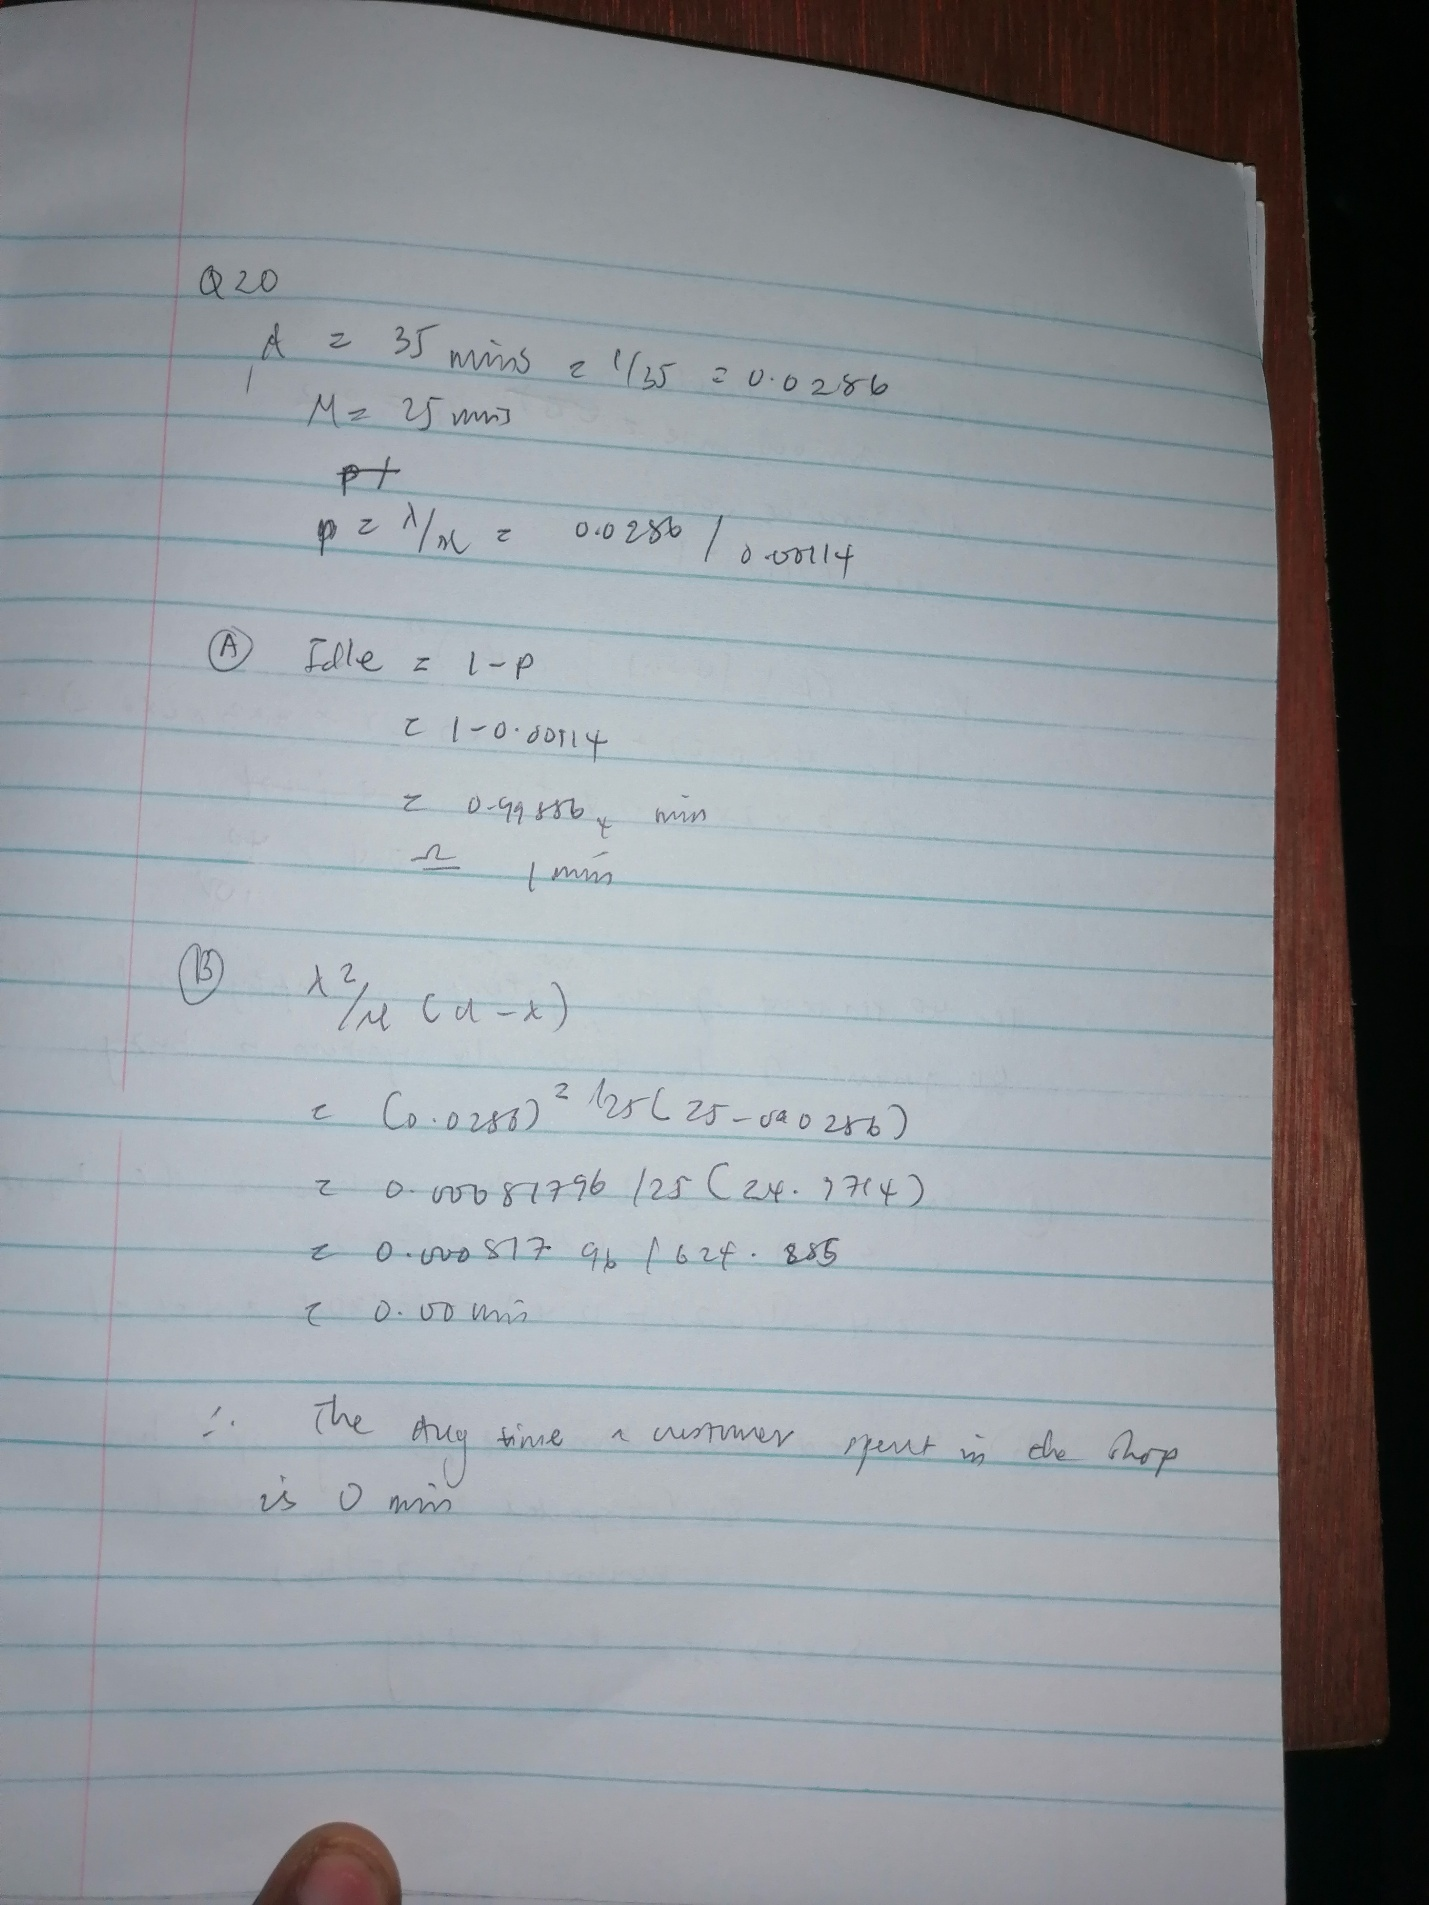 Q20
λ = 35 mins = 1/35 = 0.0286
M = 25 mins
p = λ/μ = 0.0286 / 0.00114
(A) Idle = 1-p
= 1-0.00114
= 0.99886 min
≏ 1 min
(B) λ²/μ (μ-λ)
= (0.0286)² /25 (25-0.0286)
= 0.00081796 /25 (24.9714)
= 0.00081796 / 624.285
= 0.00 min
∴ The Avg time a customer spent in the shop
is 0 min